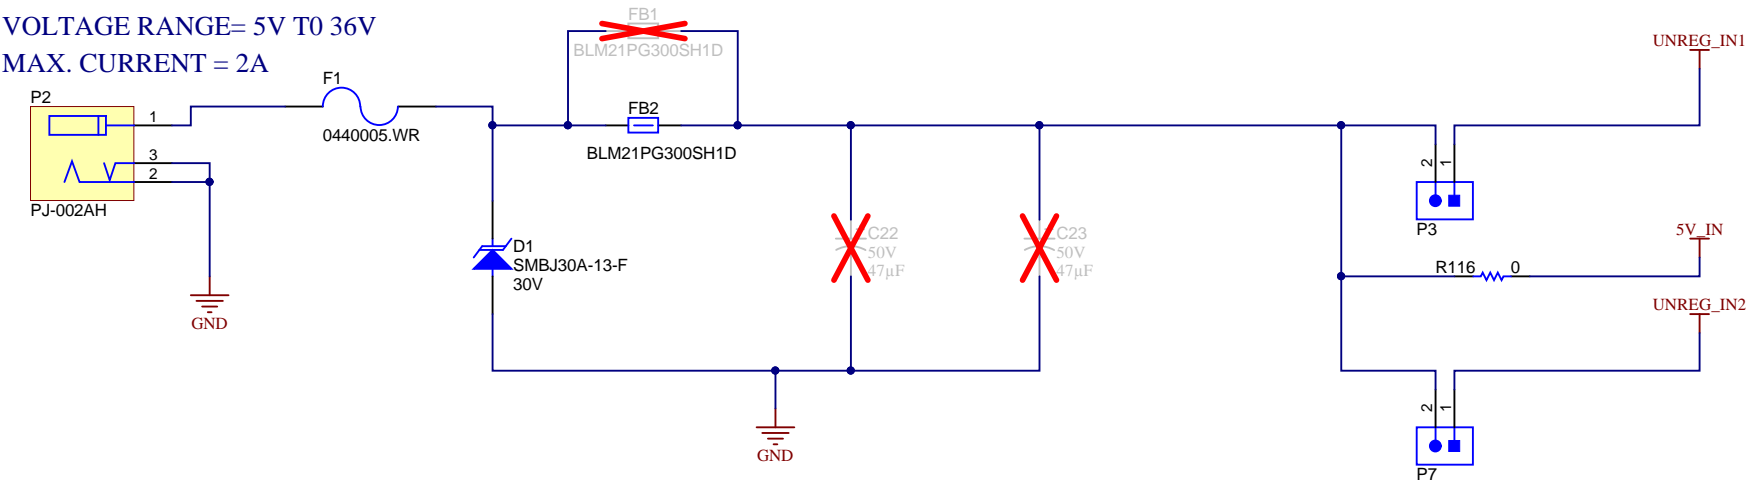 VOLTAGE RANGE= 5V T0 36V
MAX. CURRENT = 2A
P2
1
3
2
PJ-002AH
GND
F1
0440005.WR
FB1
BLM21PG300SH1D
FB2
BLM21PG300SH1D
D1
SMBJ30A-13-F
30V
C22
50V
47µF
C23
50V
47µF
GND
UNREG_IN1
2
1
P3
5V_IN
R116
0
UNREG_IN2
2
1
P7